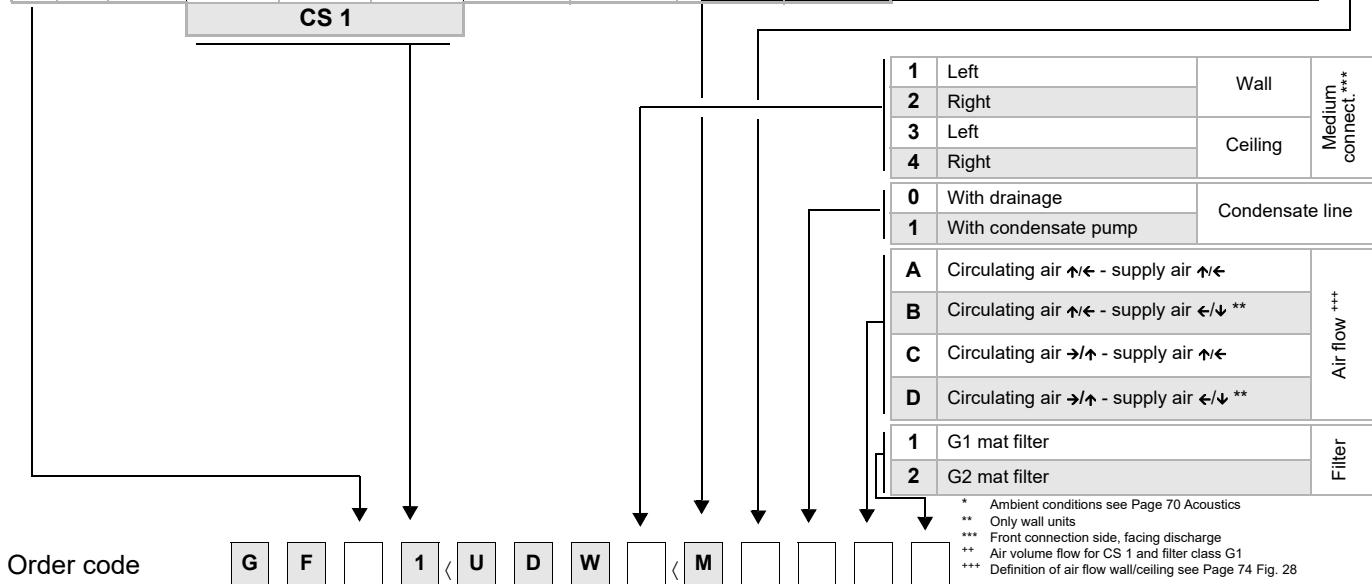 CS 1
1 Left Wall Medium connect.***
2 Right
3 Left Ceiling
4 Right
0 With drainage Condensate line
1 With condensate pump
A Circulating air ↑/← - supply air ↑/← Air flow +++
B Circulating air ↑/← - supply air ←/↓ **
C Circulating air →/↑ - supply air ↑/←
D Circulating air →/↑ - supply air ←/↓ **
1 G1 mat filter Filter
2 G2 mat filter
* Ambient conditions see Page 70 Acoustics
** Only wall units
*** Front connection side, facing discharge
++ Air volume flow for CS 1 and filter class G1
+++ Definition of air flow wall/ceiling see Page 74 Fig. 28
Order code G F 1 〈 U D W 〈 M